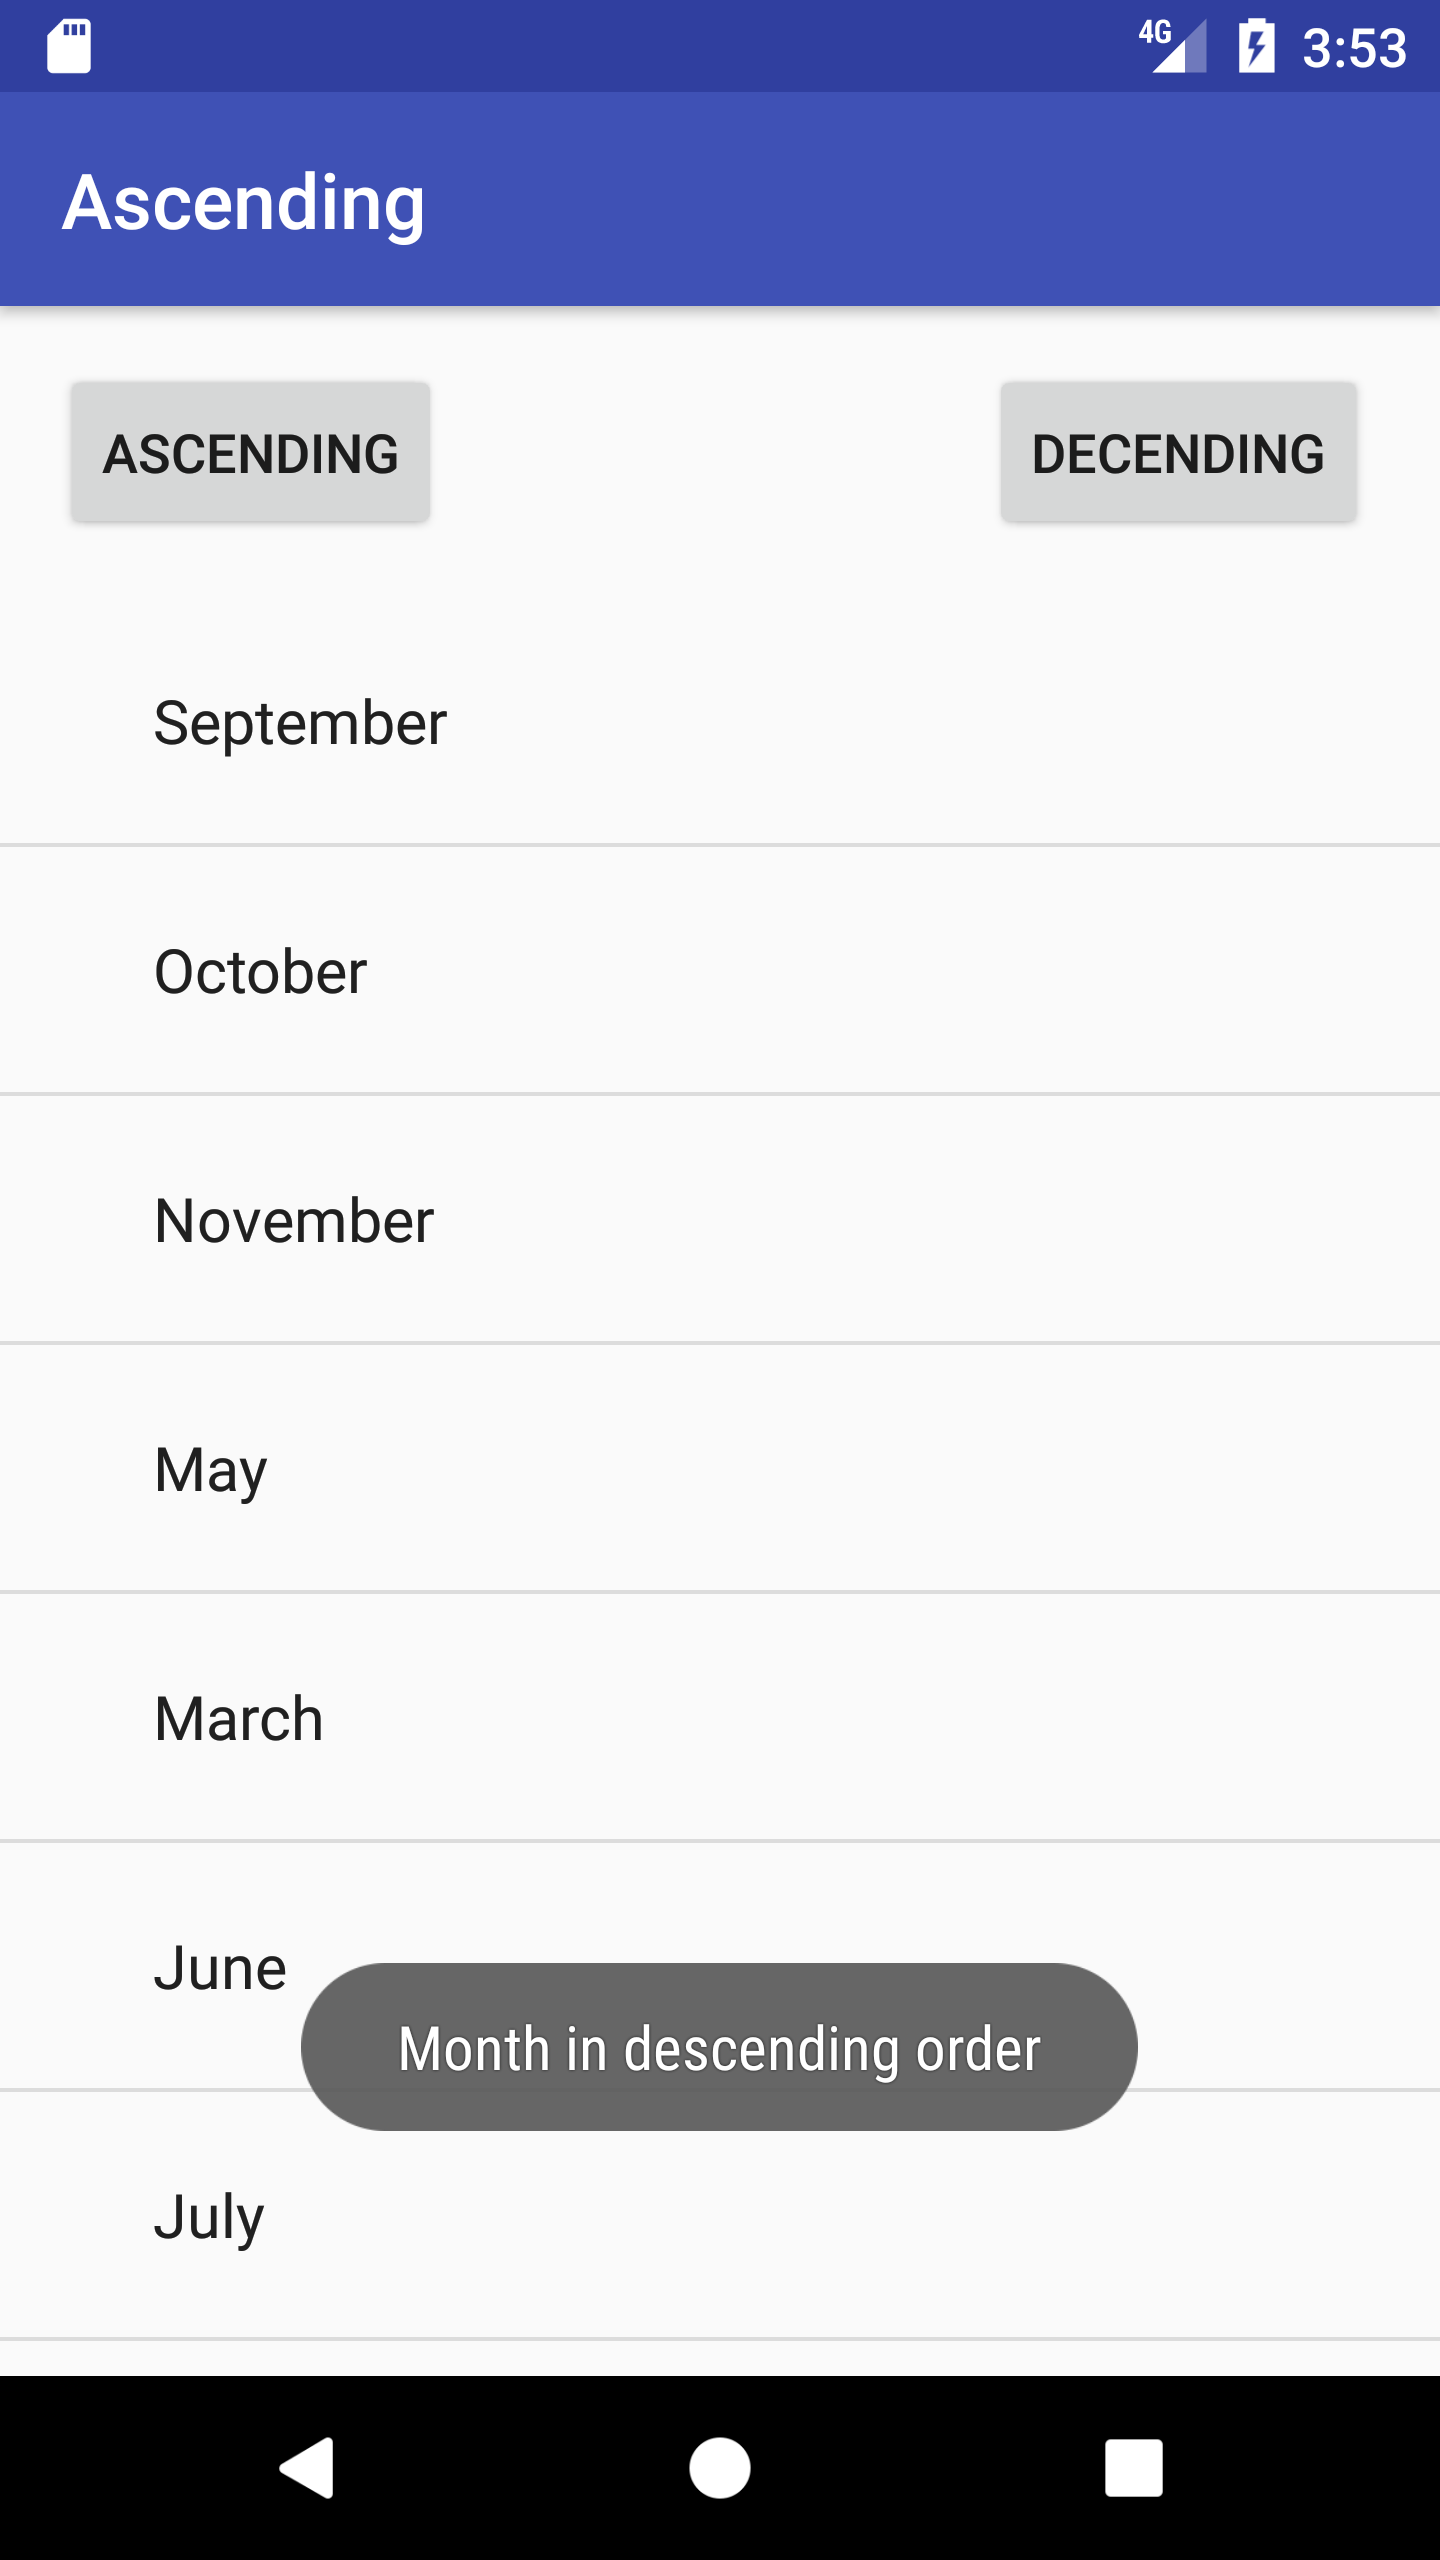 4G 3:53
Ascending
ASCENDING DECENDING
September
October
November
May
March
June
Month in descending order
July